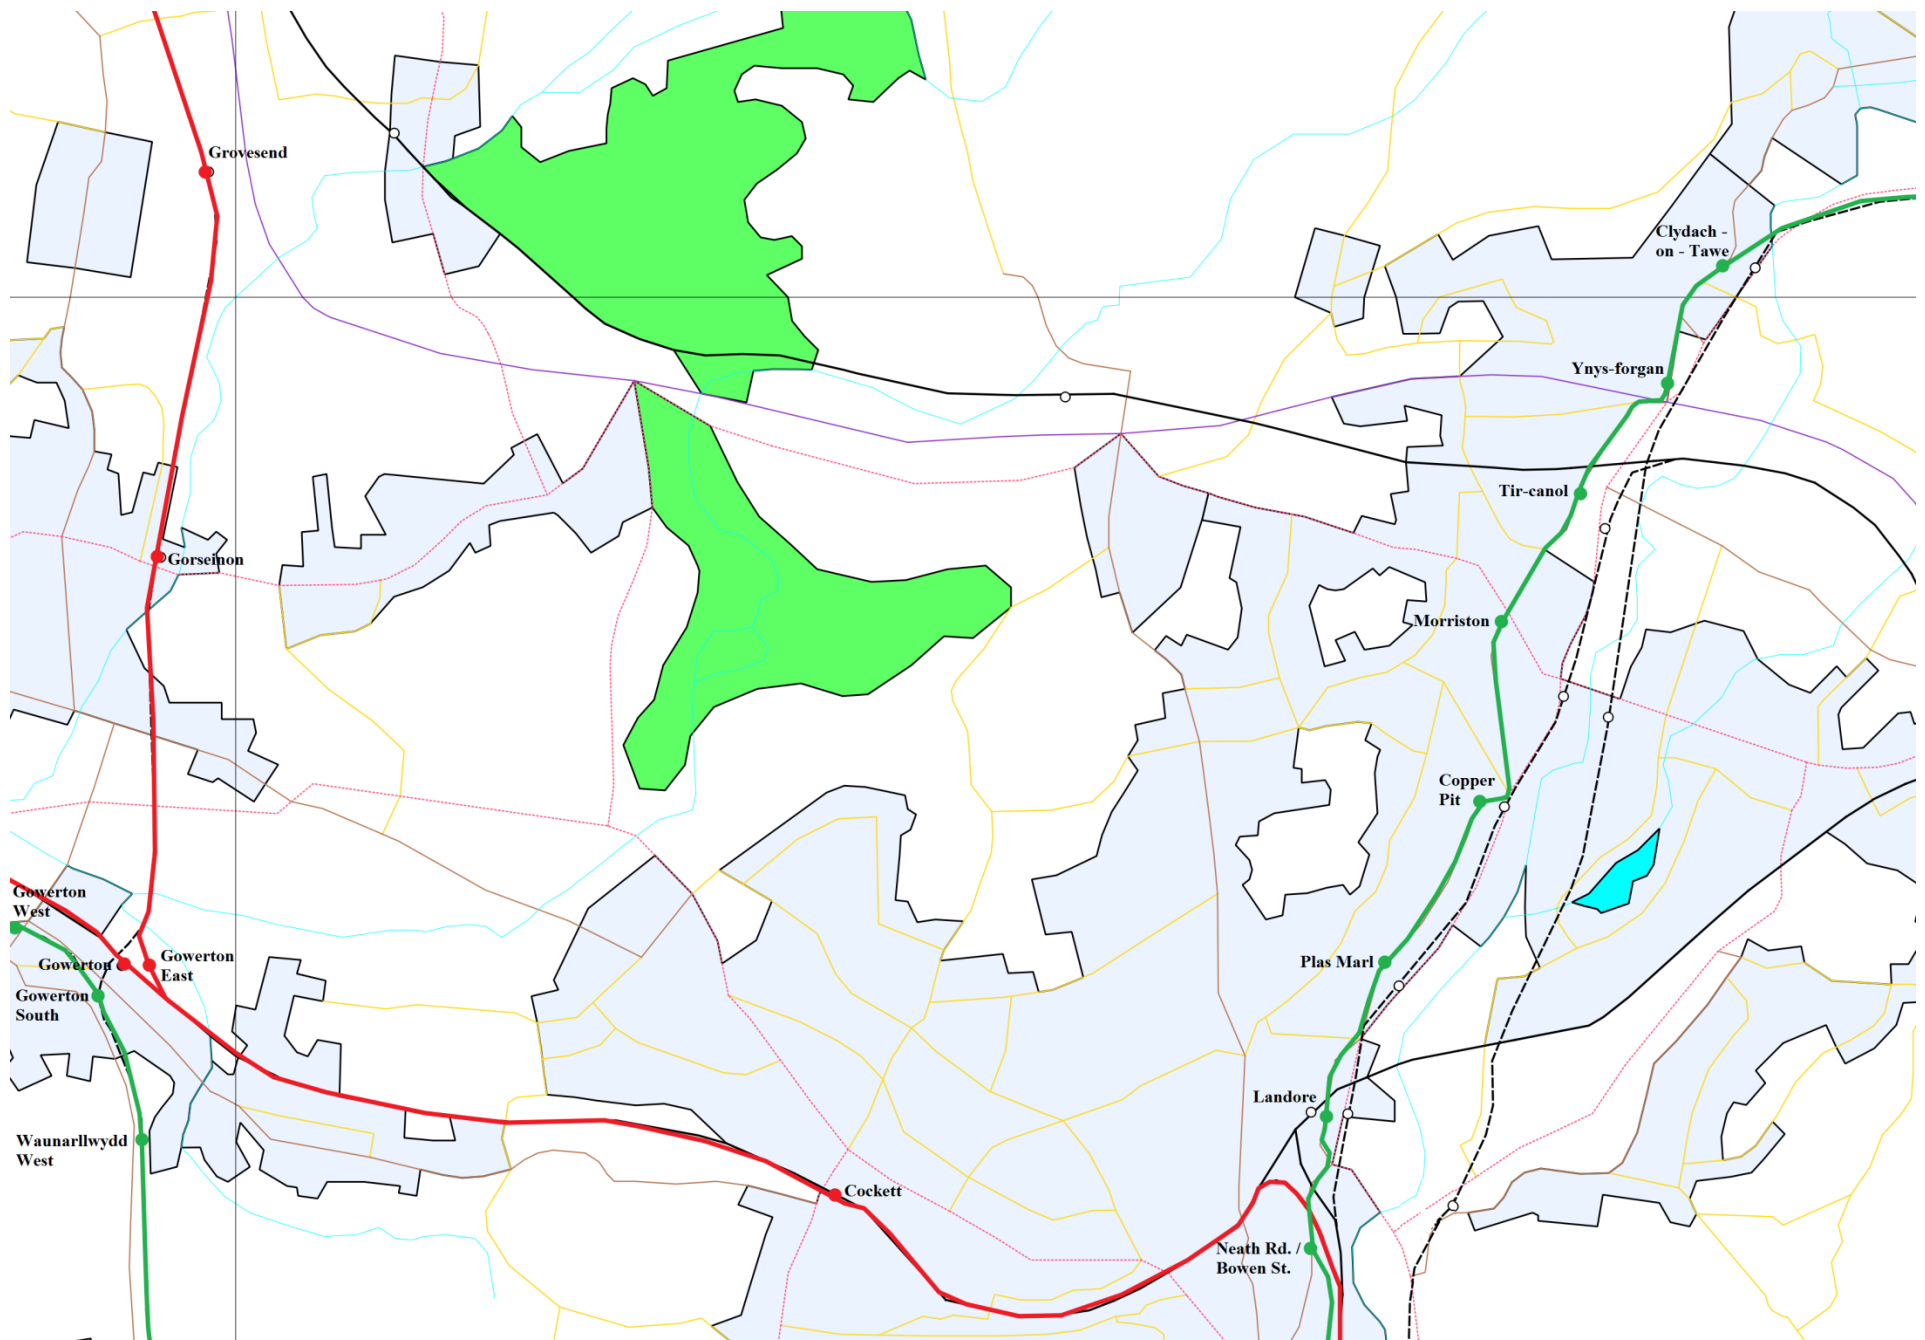 Grovesend
Clydach -
on - Tawe
Ynys-forgan
Tir-canol
Gorseinon
Morriston
Copper
Pit
Gowerton
West
Gowerton
Gowerton
East
Plas Marl
Gowerton
South
Landore
Waunarllwydd
West
Cockett
Neath Rd. /
Bowen St.